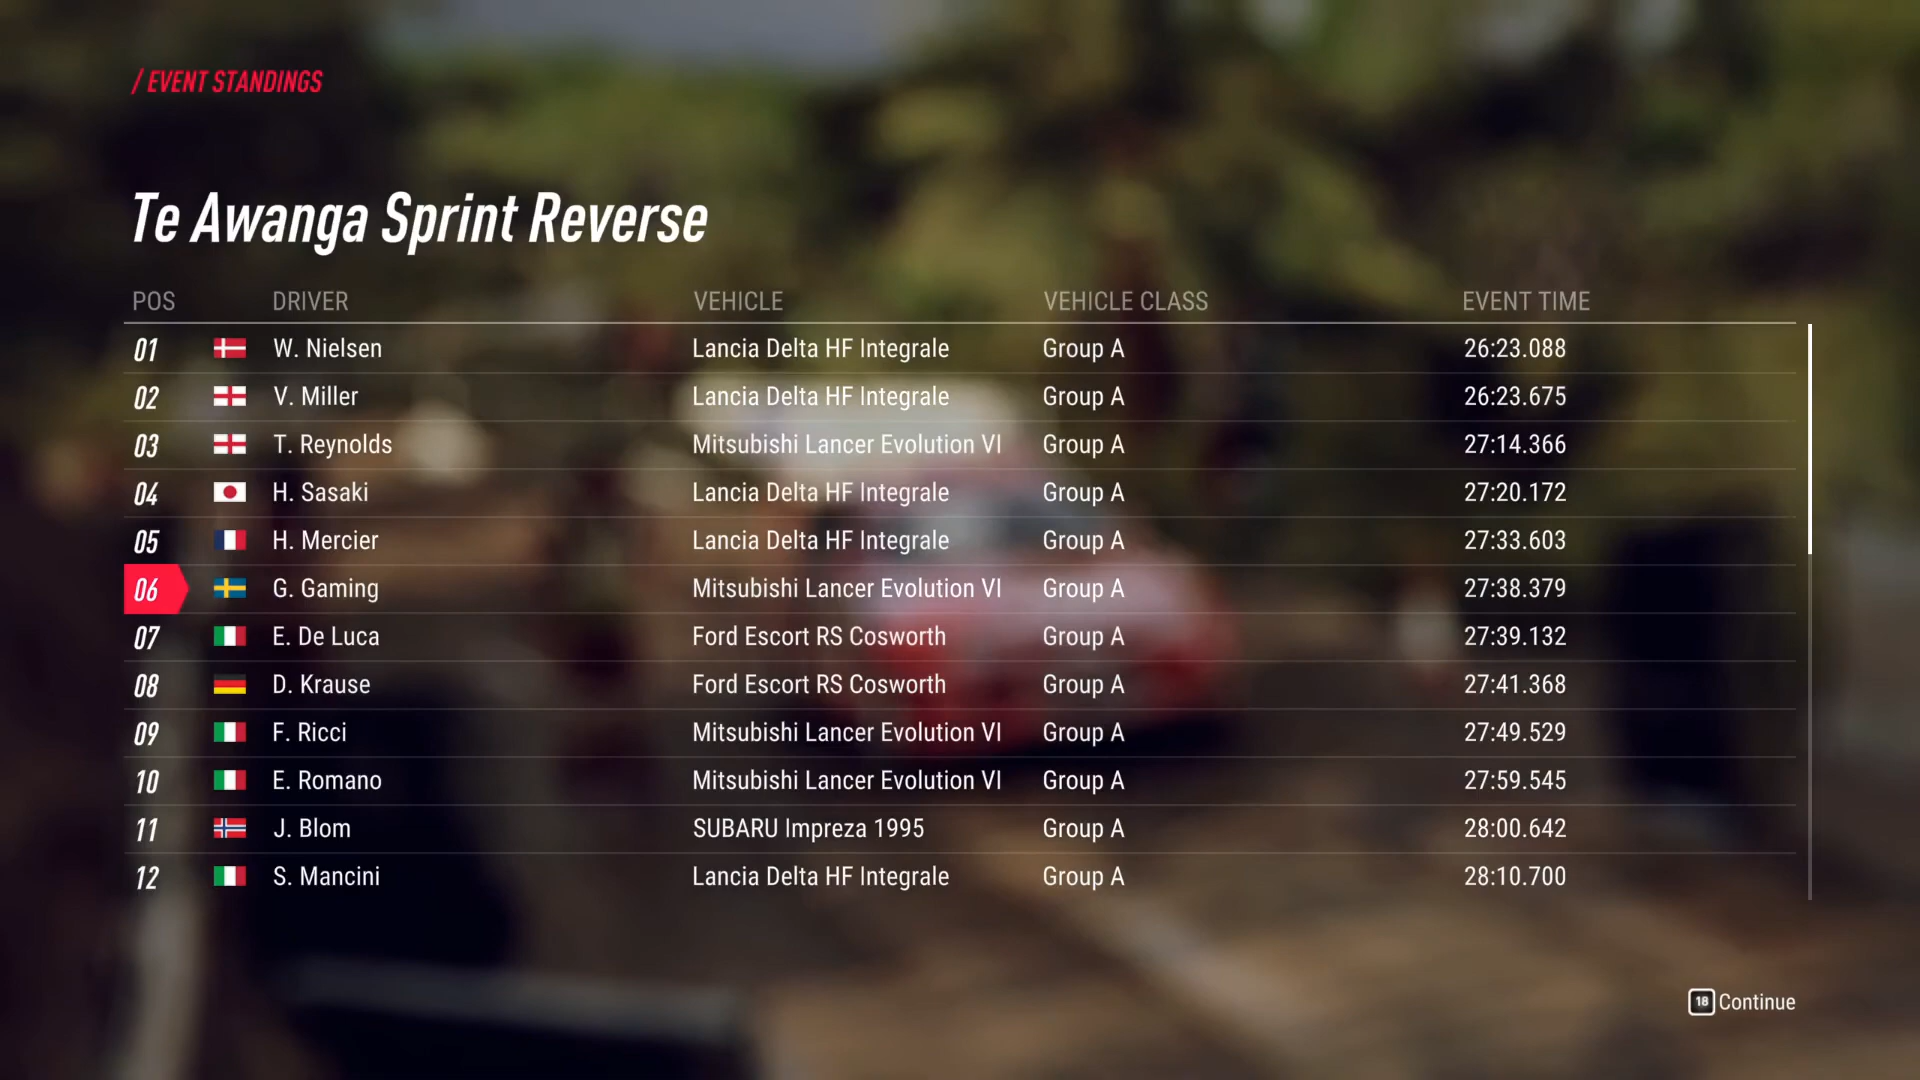 / EVENT STANDINGS
Te Awanga Sprint Reverse
POS DRIVER VEHICLE VEHICLE CLASS EVENT TIME
01 W. Nielsen Lancia Delta HF Integrale Group A 26:23.088
02 V. Miller Lancia Delta HF Integrale Group A 26:23.675
03 T. Reynolds Mitsubishi Lancer Evolution VI Group A 27:14.366
04 H. Sasaki Lancia Delta HF Integrale Group A 27:20.172
05 H. Mercier Lancia Delta HF Integrale Group A 27:33.603
06 G. Gaming Mitsubishi Lancer Evolution VI Group A 27:38.379
07 E. De Luca Ford Escort RS Cosworth Group A 27:39.132
08 D. Krause Ford Escort RS Cosworth Group A 27:41.368
09 F. Ricci Mitsubishi Lancer Evolution VI Group A 27:49.529
10 E. Romano Mitsubishi Lancer Evolution VI Group A 27:59.545
11 J. Blom SUBARU Impreza 1995 Group A 28:00.642
12 S. Mancini Lancia Delta HF Integrale Group A 28:10.700
18 Continue